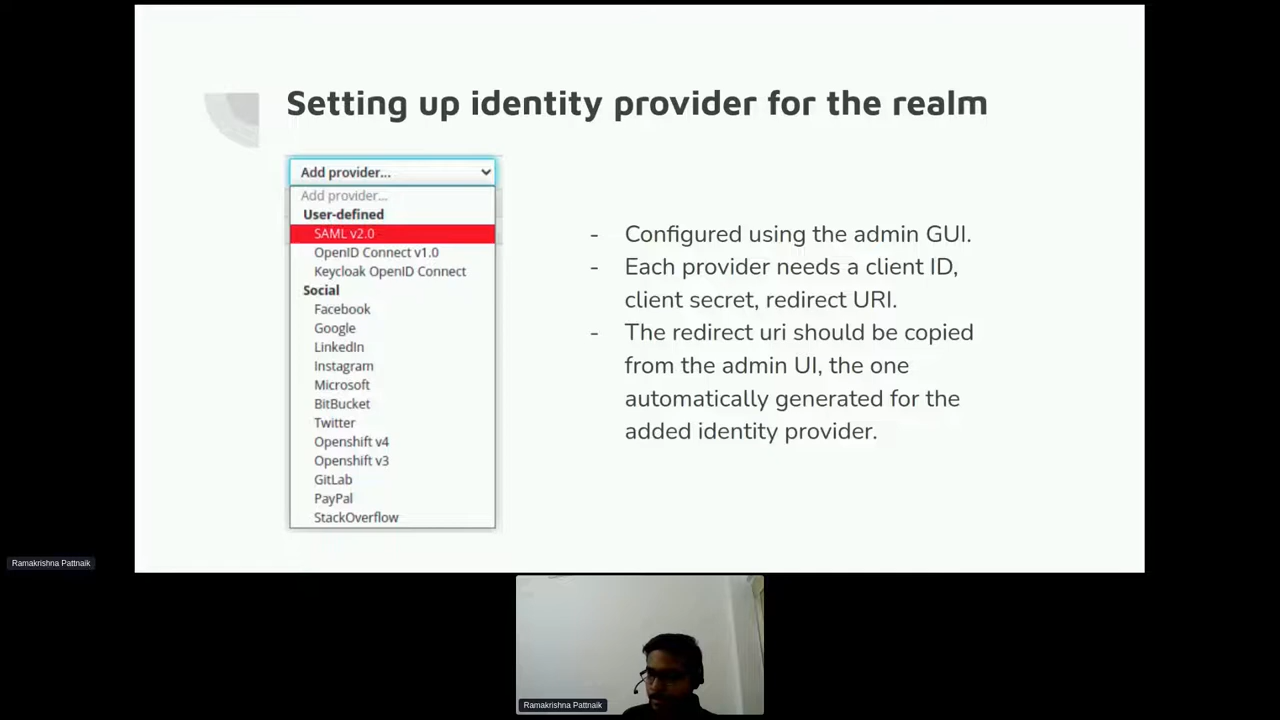 Setting up identity provider for the realm
Add provider...
Add provider...
User-defined
SAML v2.0
OpenID Connect v1.0
Keycloak OpenID Connect
Social
Facebook
Google
LinkedIn
Instagram
Microsoft
BitBucket
Twitter
Openshift v4
Openshift v3
GitLab
PayPal
StackOverflow
- Configured using the admin GUI.
- Each provider needs a client ID,
client secret, redirect URI.
- The redirect uri should be copied
from the admin UI, the one
automatically generated for the
added identity provider.
Ramakrishna Pattnaik
Ramakrishna Pattnaik